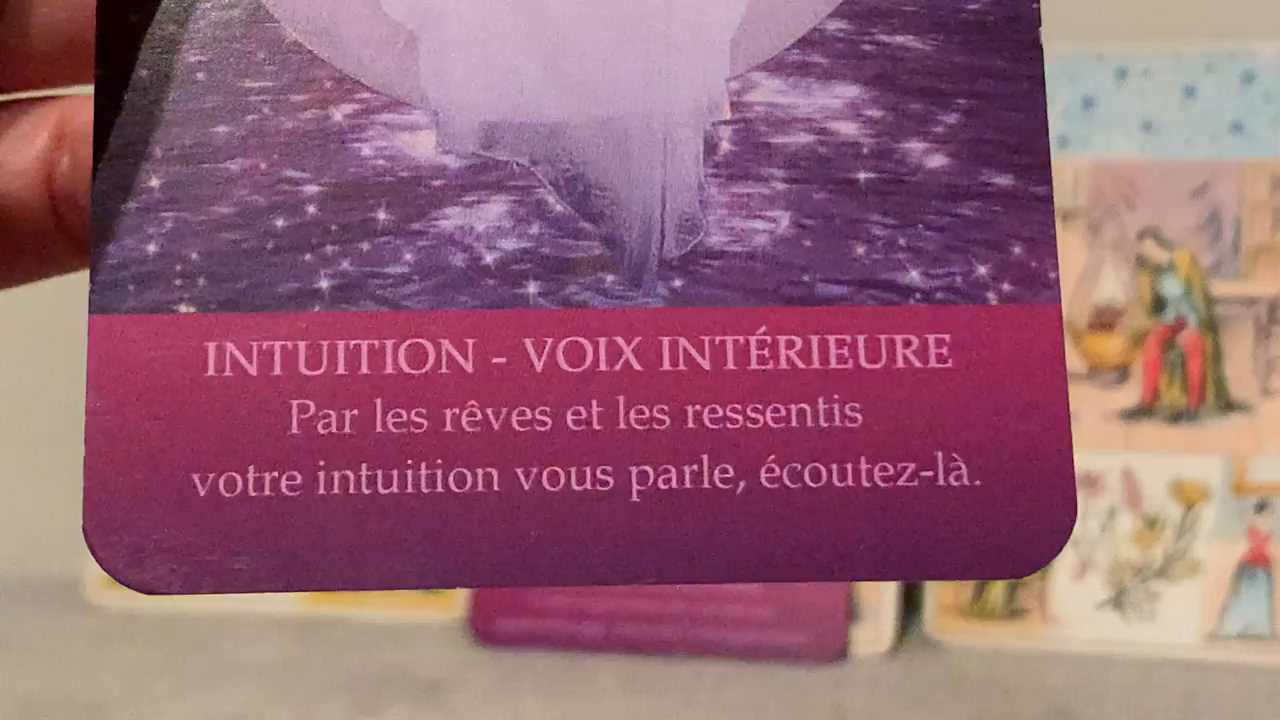 INTUITION - VOIX INTÉRIEURE
Par les rêves et les ressentis
votre intuition vous parle, écoutez-là.